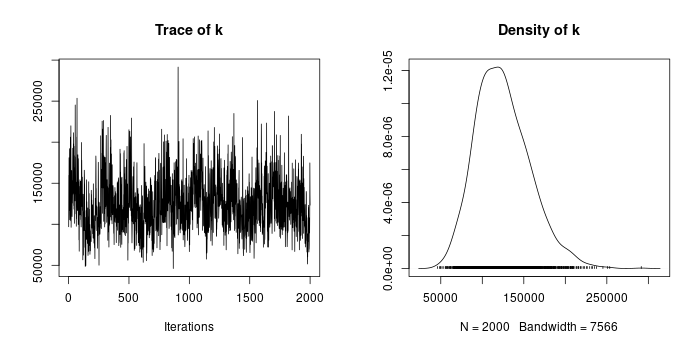 Trace of k
250000
150000
50000
0
500
1000
1500
2000
Iterations
Density of k
1.2e-05
8.0e-06
4.0e-06
0.0e+00
50000
150000
250000
N = 2000 Bandwidth = 7566